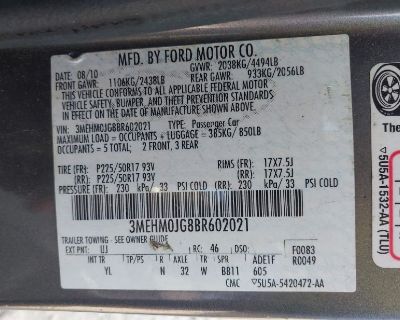 MFD. BY FORD MOTOR CO.
08/10 GVWR: 2038KG/4494LB
FRONT GAWR: 1106KG/2438LB REAR GAWR: 933KG/2056LB
THIS VEHICLE CONFORMS TO ALL APPLICABLE FEDERAL MOTOR VEHICLE
SAFETY, BUMPER, AND THEFT PREVENTION STANDARDS IN EFFECT ON
THE DATE OF MANUFACTURE SHOWN ABOVE.
VEHICLE: 3MEHM0JG8BR602021 TYPE: Passenger Car
MAXIMUM LOAD = OCCUPANTS + LUGGAGE = 385KG/ 850LB
OCCUPANTS = 5 TOTAL: 2 FRONT, 3 REAR
TIRE (FR): P225/50R17 93V RIMS (FR): 17X7.5J
(RR): P225/50R17 93V (RR): 17X7.5J
PRESSURE (FR): 230 kPa/ 33 PSI COLD (RR): 230 kPa/ 33 PSI COLD
3MEHM0JG8BR602021
TRAILER TOWING - SEE OWNER GUIDE
EXT PNT: UJ RC: 46 DSO: F0083
INT TR TP/PS R AXLE TR SPR ADE1F R0049
YL N 32 W BB11 605
CMC 5U5A-5420472-AA
The
5U5A-1532-AA (TLU)